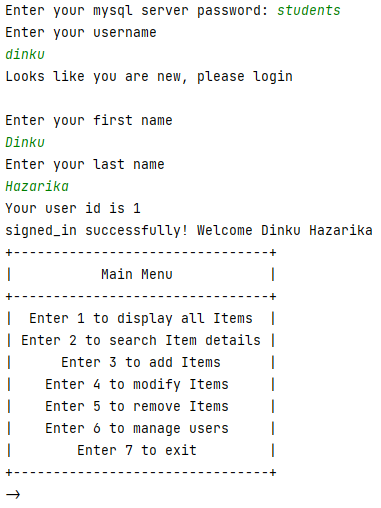 Enter your mysql server password: students
Enter your username
dinku
Looks like you are new, please login
Enter your first name
Dinku
Enter your last name
Hazarika
Your user id is 1
signed_in successfully! Welcome Dinku Hazarika
+--------------------------------+
|           Main Menu            |
+--------------------------------+
|  Enter 1 to display all Items  |
| Enter 2 to search Item details |
|      Enter 3 to add Items      |
|    Enter 4 to modify Items     |
|    Enter 5 to remove Items     |
|    Enter 6 to manage users     |
|        Enter 7 to exit         |
+--------------------------------+
→